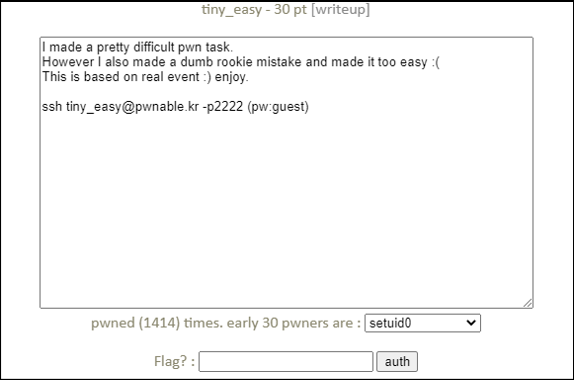 tiny_easy - 30 pt [writeup]
I made a pretty difficult pwn task.
However I also made a dumb rookie mistake and made it too easy :(
This is based on real event :) enjoy.
ssh tiny_easy@pwnable.kr -p2222 (pw:guest)
pwned (1414) times. early 30 pwners are : setuid0
Flag? : auth